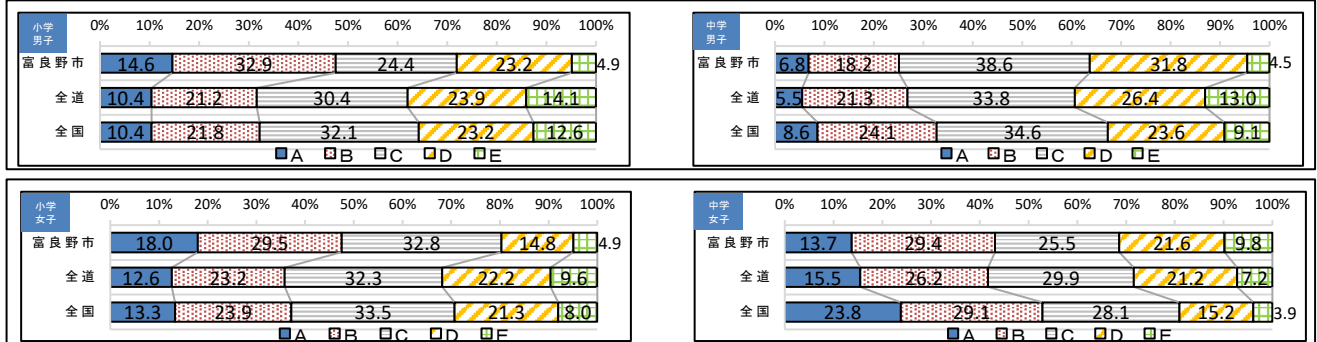 小学
男子
0% 10% 20% 30% 40% 50% 60% 70% 80% 90% 100%
富良野市 14.6 32.9 24.4 23.2 4.9
全道 10.4 21.2 30.4 23.9 14.1
全国 10.4 21.8 32.1 23.2 12.6
A B C D E
中学
男子
0% 10% 20% 30% 40% 50% 60% 70% 80% 90% 100%
富良野市 6.8 18.2 38.6 31.8 4.5
全道 5.5 21.3 33.8 26.4 13.0
全国 8.6 24.1 34.6 23.6 9.1
A B C D E
小学
女子
0% 10% 20% 30% 40% 50% 60% 70% 80% 90% 100%
富良野市 18.0 29.5 32.8 14.8 4.9
全道 12.6 23.2 32.3 22.2 9.6
全国 13.3 23.9 33.5 21.3 8.0
A B C D E
中学
女子
0% 10% 20% 30% 40% 50% 60% 70% 80% 90% 100%
富良野市 13.7 29.4 25.5 21.6 9.8
全道 15.5 26.2 29.9 21.2 7.2
全国 23.8 29.1 28.1 15.2 3.9
A B C D E